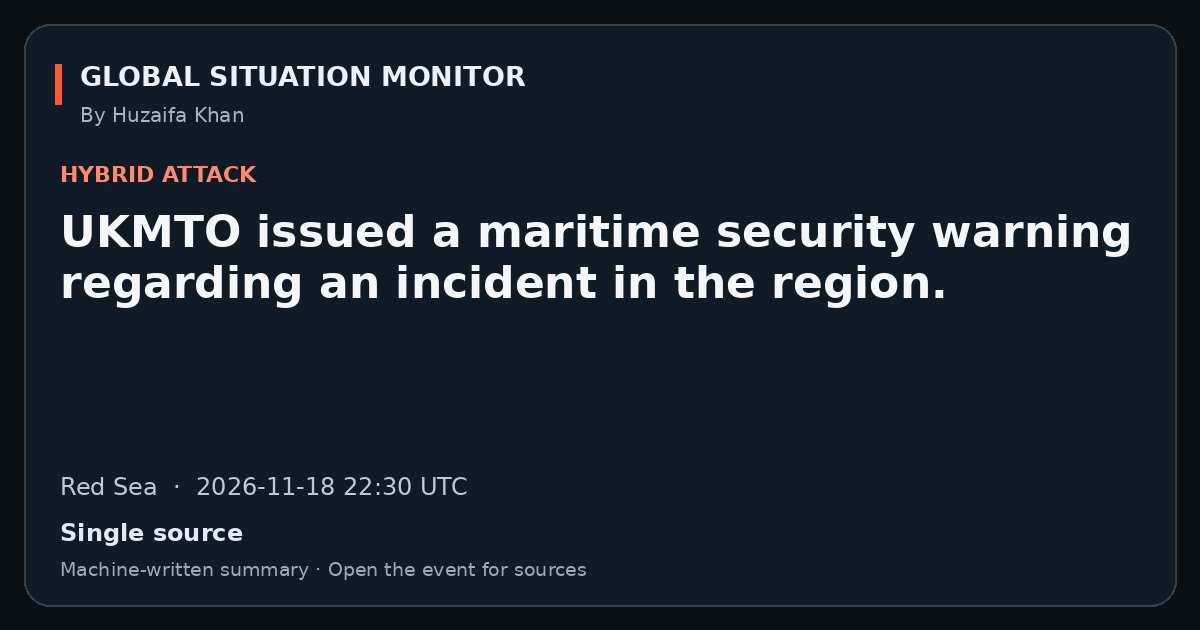 GLOBAL SITUATION MONITOR
By Huzaifa Khan
HYBRID ATTACK
UKMTO issued a maritime security warning
regarding an incident in the region.
Red Sea · 2026-11-18 22:30 UTC
Single source
Machine-written summary · Open the event for sources